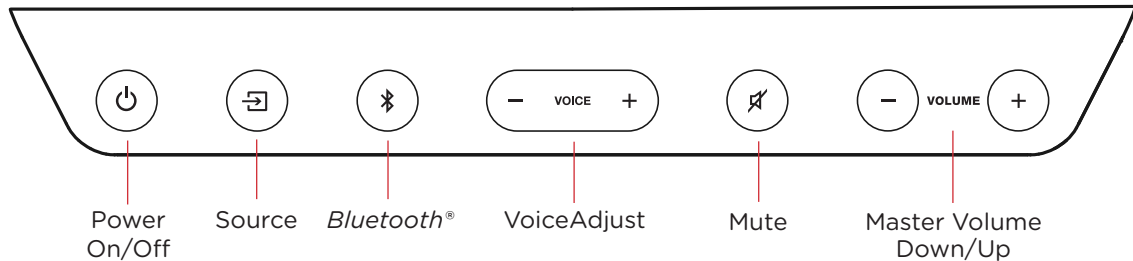 − VOICE +
− VOLUME +
Power
On/Off
Source
Bluetooth®
VoiceAdjust
Mute
Master Volume
Down/Up